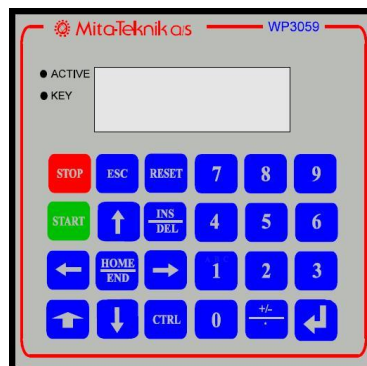 Mita-Teknik a/s WP3059
ACTIVE
KEY
STOP ESC RESET 7 8 9
START INS DEL 4 5 6
HOME END 1 2 3
CTRL 0 +/- .